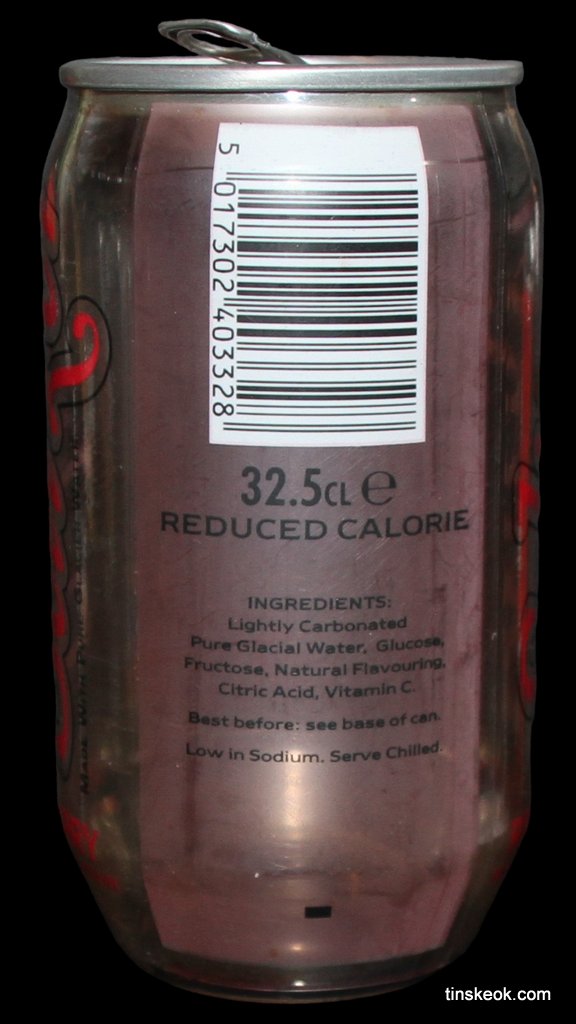 5 017302 403328
32.5CL e
REDUCED CALORIE
INGREDIENTS:
Lightly Carbonated
Pure Glacial Water, Glucose,
Fructose, Natural Flavouring,
Citric Acid, Vitamin C.
Best before: see base of can.
Low in Sodium. Serve Chilled.
tinskeok.com